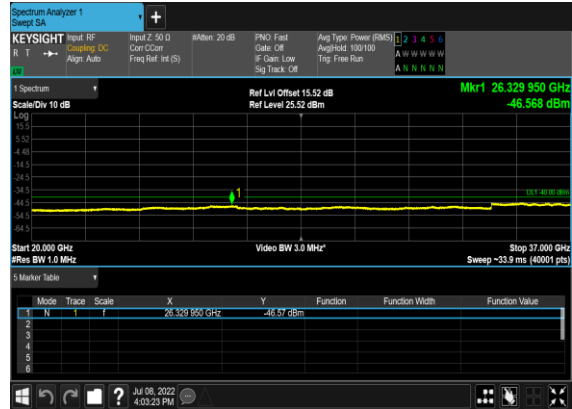 Spectrum Analyzer 1
Swept SA
+
KEYSIGHT
R T
LXI
Input: RF
Coupling: DC
Align: Auto
Input Z: 50 Ω
Corr CCorr
Freq Ref: Int (S)
#Atten: 20 dB
PNO: Fast
Gate: Off
IF Gain: Low
Sig Track: Off
Avg Type: Power (RMS)
Avg|Hold: 100/100
Trig: Free Run
1 2 3 4 5 6
A W W W W W
A N N N N N
1 Spectrum
Scale/Div 10 dB
Ref Lvl Offset 15.52 dB
Ref Level 25.52 dBm
Mkr1 26.329 950 GHz
-46.568 dBm
Log
15.5
5.52
-4.48
-14.5
-24.5
-34.5
-44.5
-54.5
-64.5
1
DL1 -40.00 dBm
Start 20.000 GHz
#Res BW 1.0 MHz
Video BW 3.0 MHz*
Stop 37.000 GHz
Sweep ~33.9 ms (40001 pts)
5 Marker Table
Mode Trace Scale X Y Function Function Width Function Value
1 N 1 f 26.329 950 GHz -46.57 dBm
2
3
4
5
6
?
Jul 08, 2022
4:03:23 PM